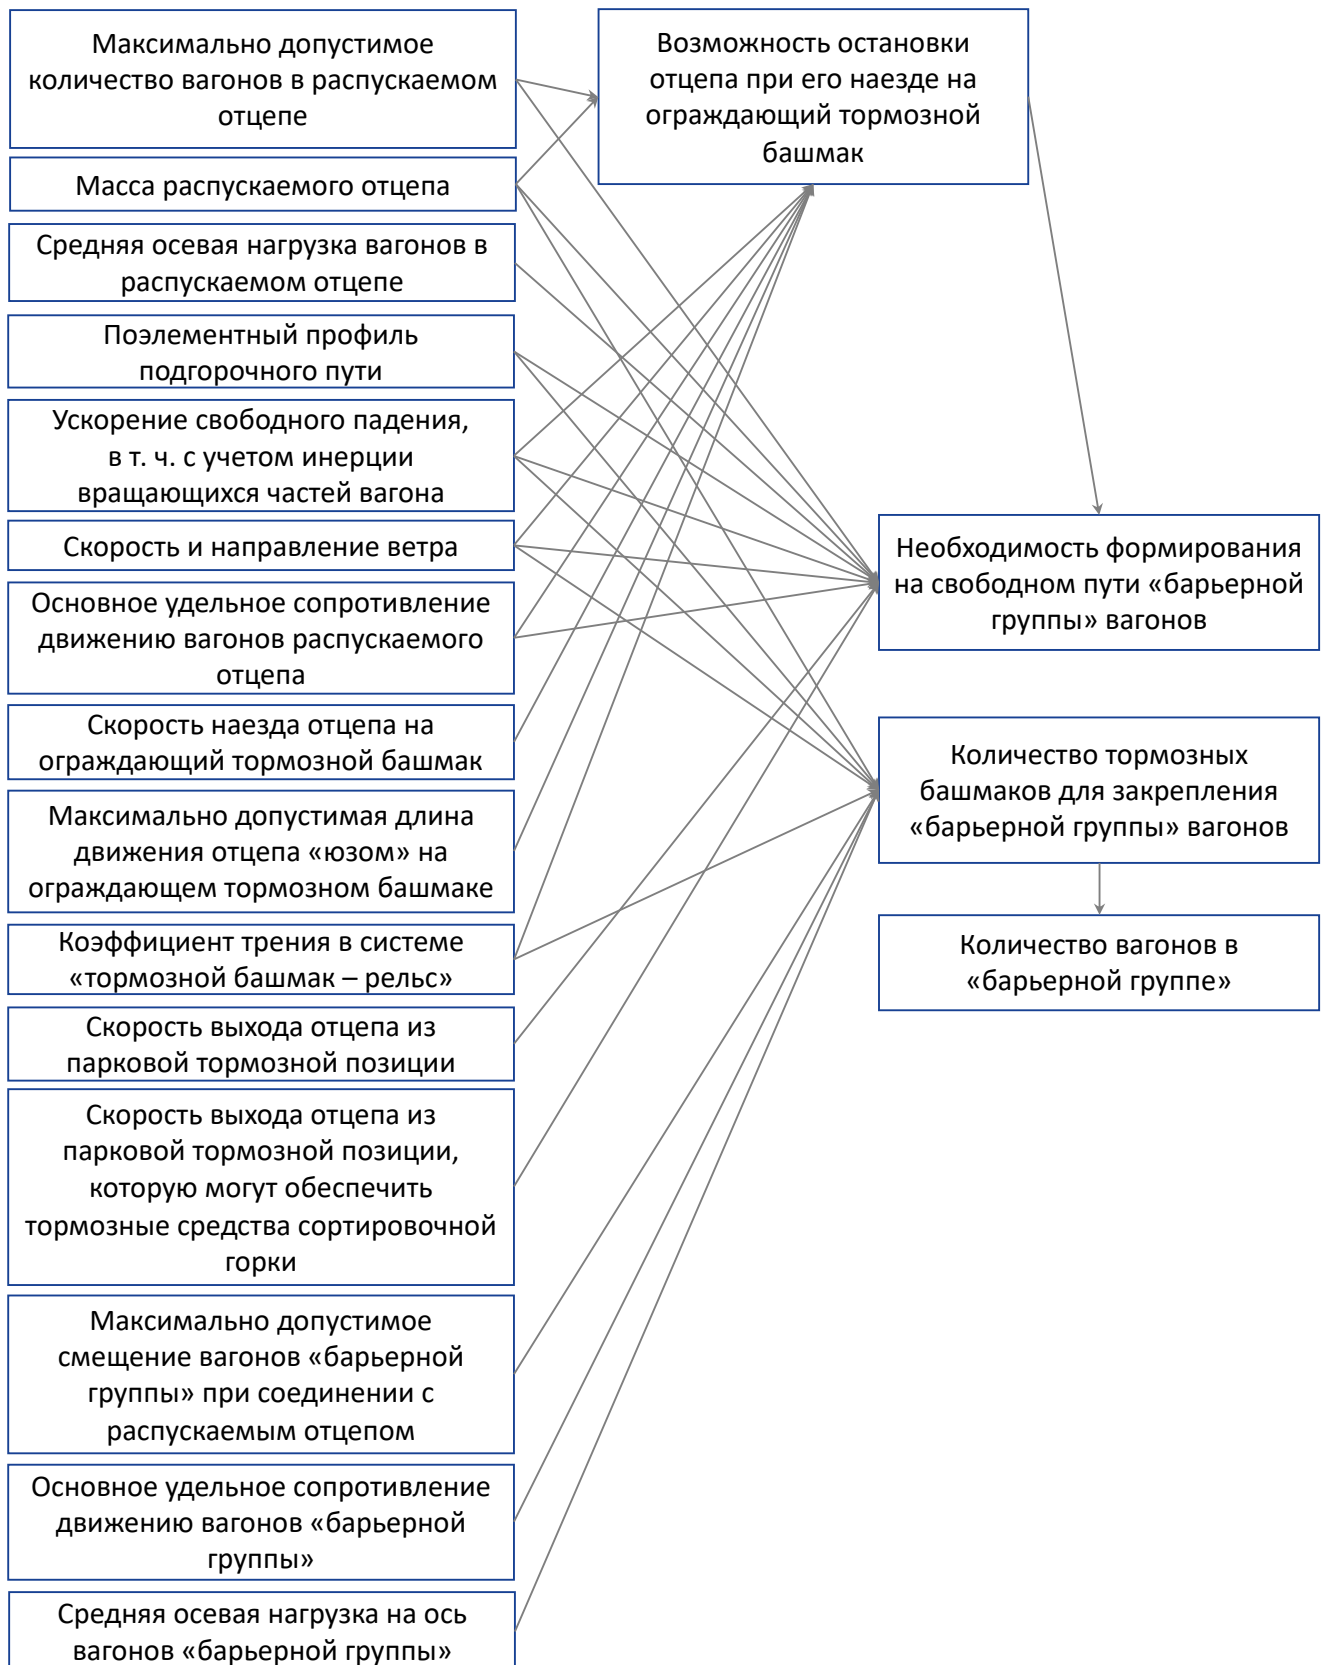 Максимально допустимое
количество вагонов в распускаемом
отцепе
Масса распускаемого отцепа
Средняя осевая нагрузка вагонов в
распускаемом отцепе
Поэлементный профиль
подгорочного пути
Ускорение свободного падения,
в т. ч. с учетом инерции
вращающихся частей вагона
Скорость и направление ветра
Основное удельное сопротивление
движению вагонов распускаемого
отцепа
Скорость наезда отцепа на
ограждающий тормозной башмак
Максимально допустимая длина
движения отцепа «юзом» на
ограждающем тормозном башмаке
Коэффициент трения в системе
«тормозной башмак – рельс»
Скорость выхода отцепа из
парковой тормозной позиции
Скорость выхода отцепа из
парковой тормозной позиции,
которую могут обеспечить
тормозные средства сортировочной
горки
Максимально допустимое
смещение вагонов «барьерной
группы» при соединении с
распускаемым отцепом
Основное удельное сопротивление
движению вагонов «барьерной
группы»
Средняя осевая нагрузка на ось
вагонов «барьерной группы»
Возможность остановки
отцепа при его наезде на
ограждающий тормозной
башмак
Необходимость формирования
на свободном пути «барьерной
группы» вагонов
Количество тормозных
башмаков для закрепления
«барьерной группы» вагонов
Количество вагонов в
«барьерной группе»